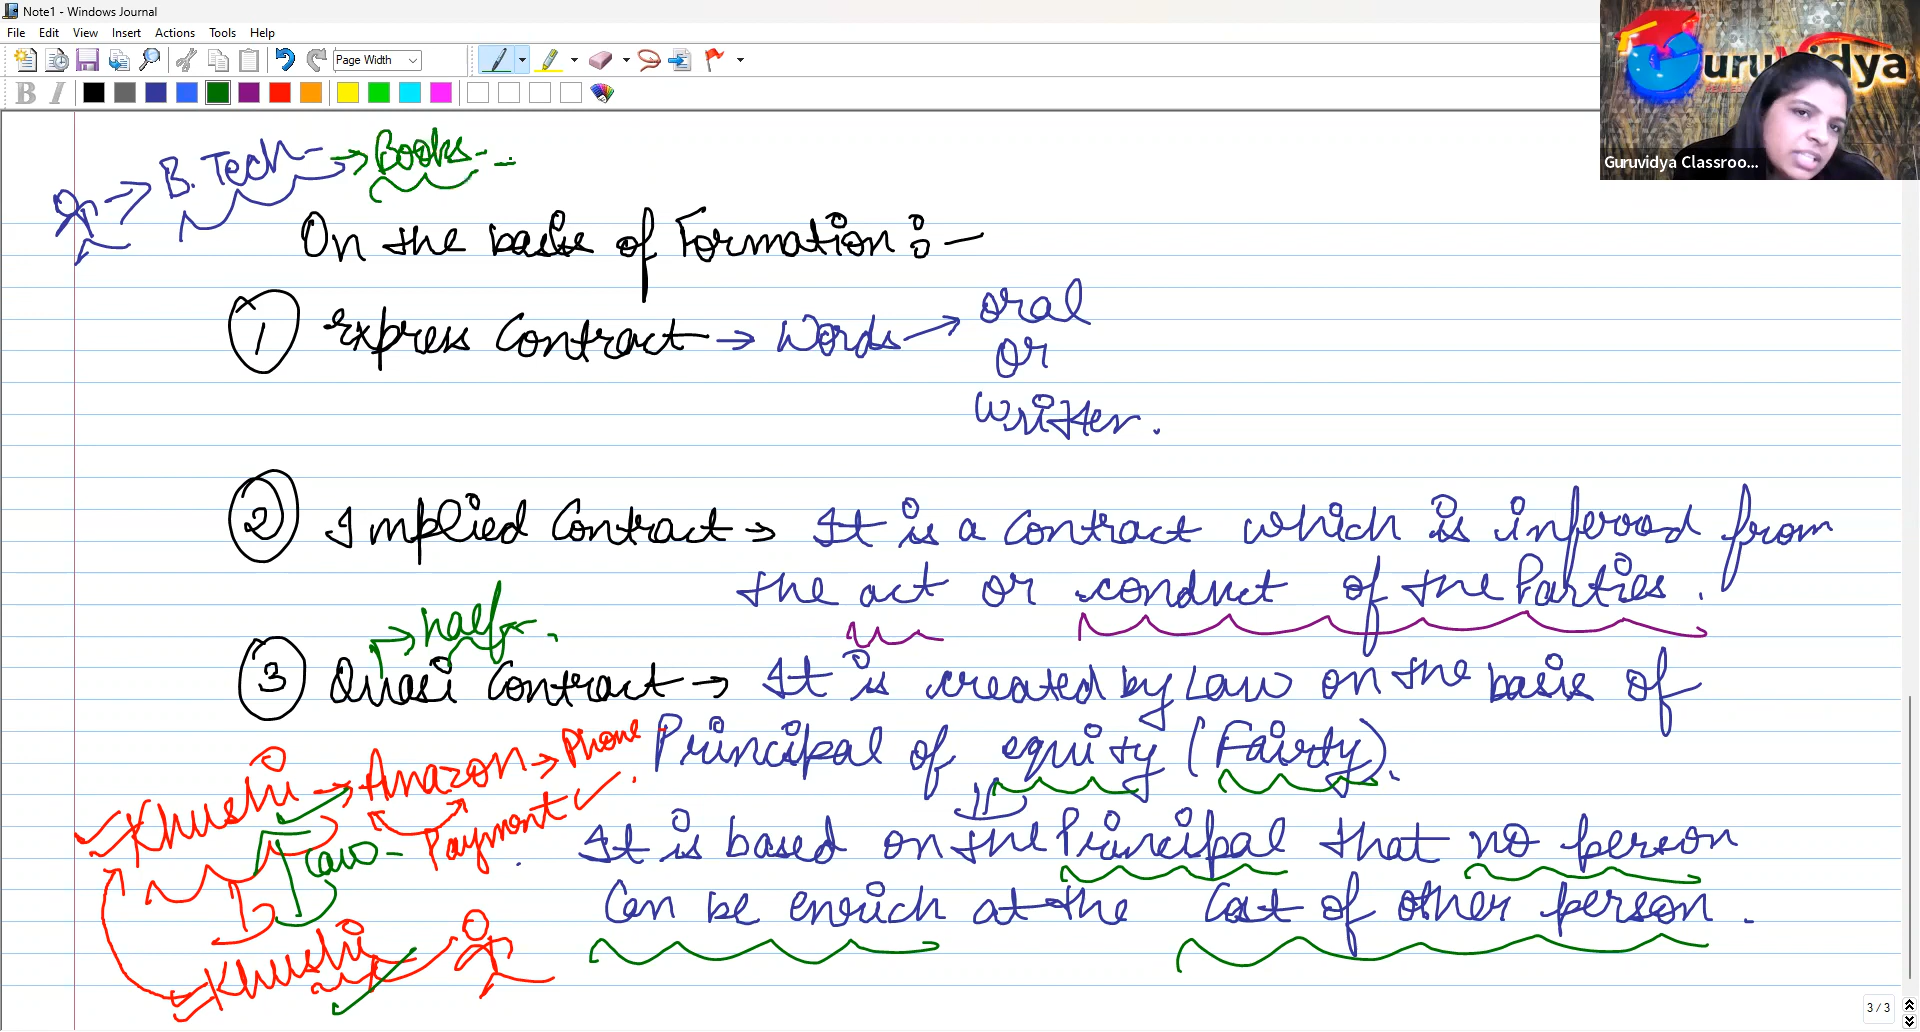 Note1 - Windows Journal
File Edit View Insert Actions Tools Help
Page Width
B I
GuruVidya
Guruvidya Classroo...
B. Tech → Books
On the basis of Formation :-
1 Express Contract → Words → oral
or
written.
2 Implied Contract → It is a contract which is inferood from
the act or conduct of the Parties.
half
3 Quasi Contract → It is created by Law on the basis of
Principal of equity (Fairty).
Khushi → Amazon → Phone
Payment
Law
It is based on the Principal that no person
Can be enrich at the Cost of other person.
Khushi
3 / 3